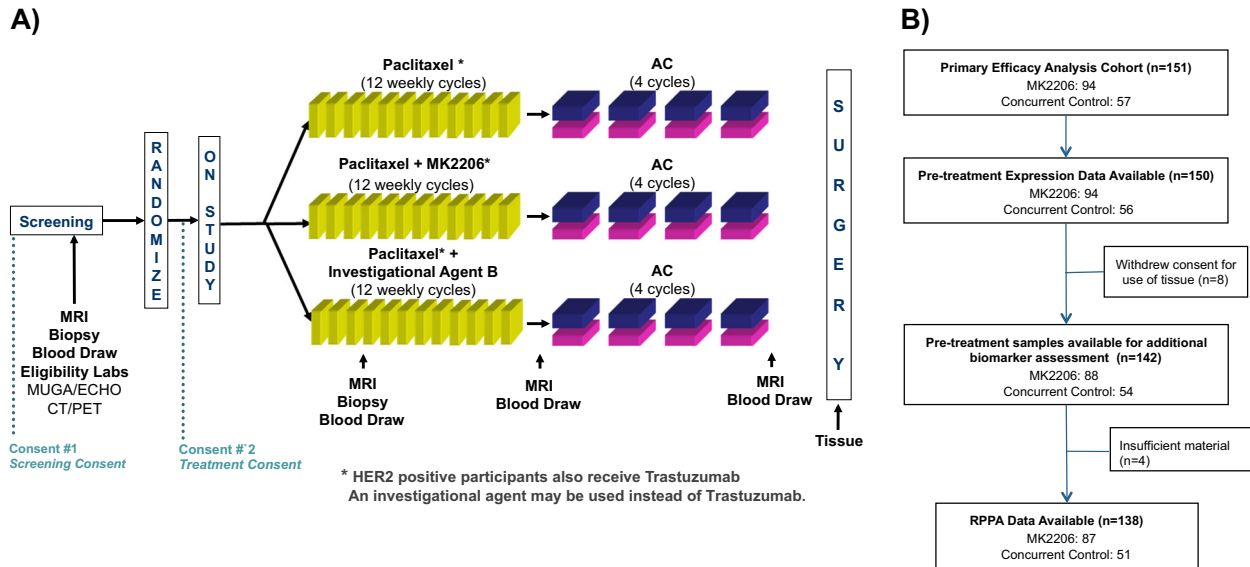 A)
Paclitaxel *
(12 weekly cycles)
AC
(4 cycles)
Paclitaxel + MK2206*
(12 weekly cycles)
AC
(4 cycles)
Paclitaxel* +
Investigational Agent B
(12 weekly cycles)
AC
(4 cycles)
Screening
RANDOMIZE
ON STUDY
SURGERY
MRI
Biopsy
Blood Draw
Eligibility Labs
MUGA/ECHO
CT/PET
MRI
Biopsy
Blood Draw
MRI
Blood Draw
MRI
Blood Draw
Tissue
Consent #1
Screening Consent
Consent #`2
Treatment Consent
* HER2 positive participants also receive Trastuzumab
An investigational agent may be used instead of Trastuzumab.
B)
Primary Efficacy Analysis Cohort (n=151)
MK2206: 94
Concurrent Control: 57
Pre-treatment Expression Data Available (n=150)
MK2206: 94
Concurrent Control: 56
Withdrew consent for
use of tissue (n=8)
Pre-treatment samples available for additional
biomarker assessment (n=142)
MK2206: 88
Concurrent Control: 54
Insufficient material
(n=4)
RPPA Data Available (n=138)
MK2206: 87
Concurrent Control: 51